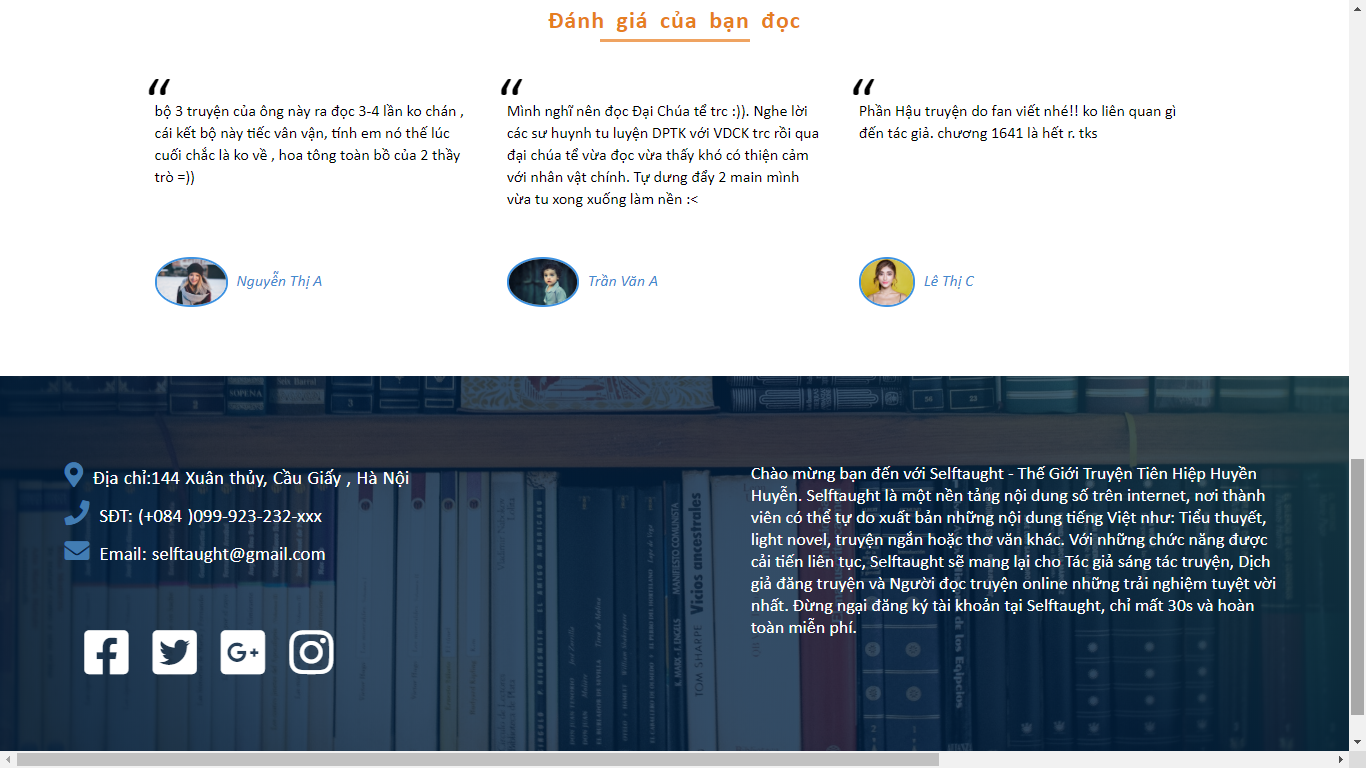 Đánh giá của bạn đọc
“ “ “
bộ 3 truyện của ông này ra đọc 3-4 lần ko chán ,
cái kết bộ này tiếc vân vận, tính em nó thế lúc
cuối chắc là ko về , hoa tông toàn bồ của 2 thầy
trò =))
Mình nghĩ nên đọc Đại Chúa tể trc :)). Nghe lời
các sư huynh tu luyện DPTK với VDCK trc rồi qua
đại chúa tể vừa đọc vừa thấy khó có thiện cảm
với nhân vật chính. Tự dưng đẩy 2 main mình
vừa tu xong xuống làm nền :<
Phần Hậu truyện do fan viết nhé!! ko liên quan gì
đến tác giả. chương 1641 là hết r. tks
Nguyễn Thị A
Trần Văn A
Lê Thị C
Địa chỉ:144 Xuân thủy, Cầu Giấy , Hà Nội
SĐT: (+084 )099-923-232-xxx
Email: selftaught@gmail.com
Chào mừng bạn đến với Selftaught - Thế Giới Truyện Tiên Hiệp Huyền
Huyễn. Selftaught là một nền tảng nội dung số trên internet, nơi thành
viên có thể tự do xuất bản những nội dung tiếng Việt như: Tiểu thuyết,
light novel, truyện ngắn hoặc thơ văn khác. Với những chức năng được
cải tiến liên tục, Selftaught sẽ mang lại cho Tác giả sáng tác truyện, Dịch
giả đăng truyện và Người đọc truyện online những trải nghiệm tuyệt vời
nhất. Đừng ngại đăng ký tài khoản tại Selftaught, chỉ mất 30s và hoàn
toàn miễn phí.
G+
MANIFIESTO COMUNISTA
K. MARX - F. ENGELS
Vicios ancestrales
TOM SHARPE